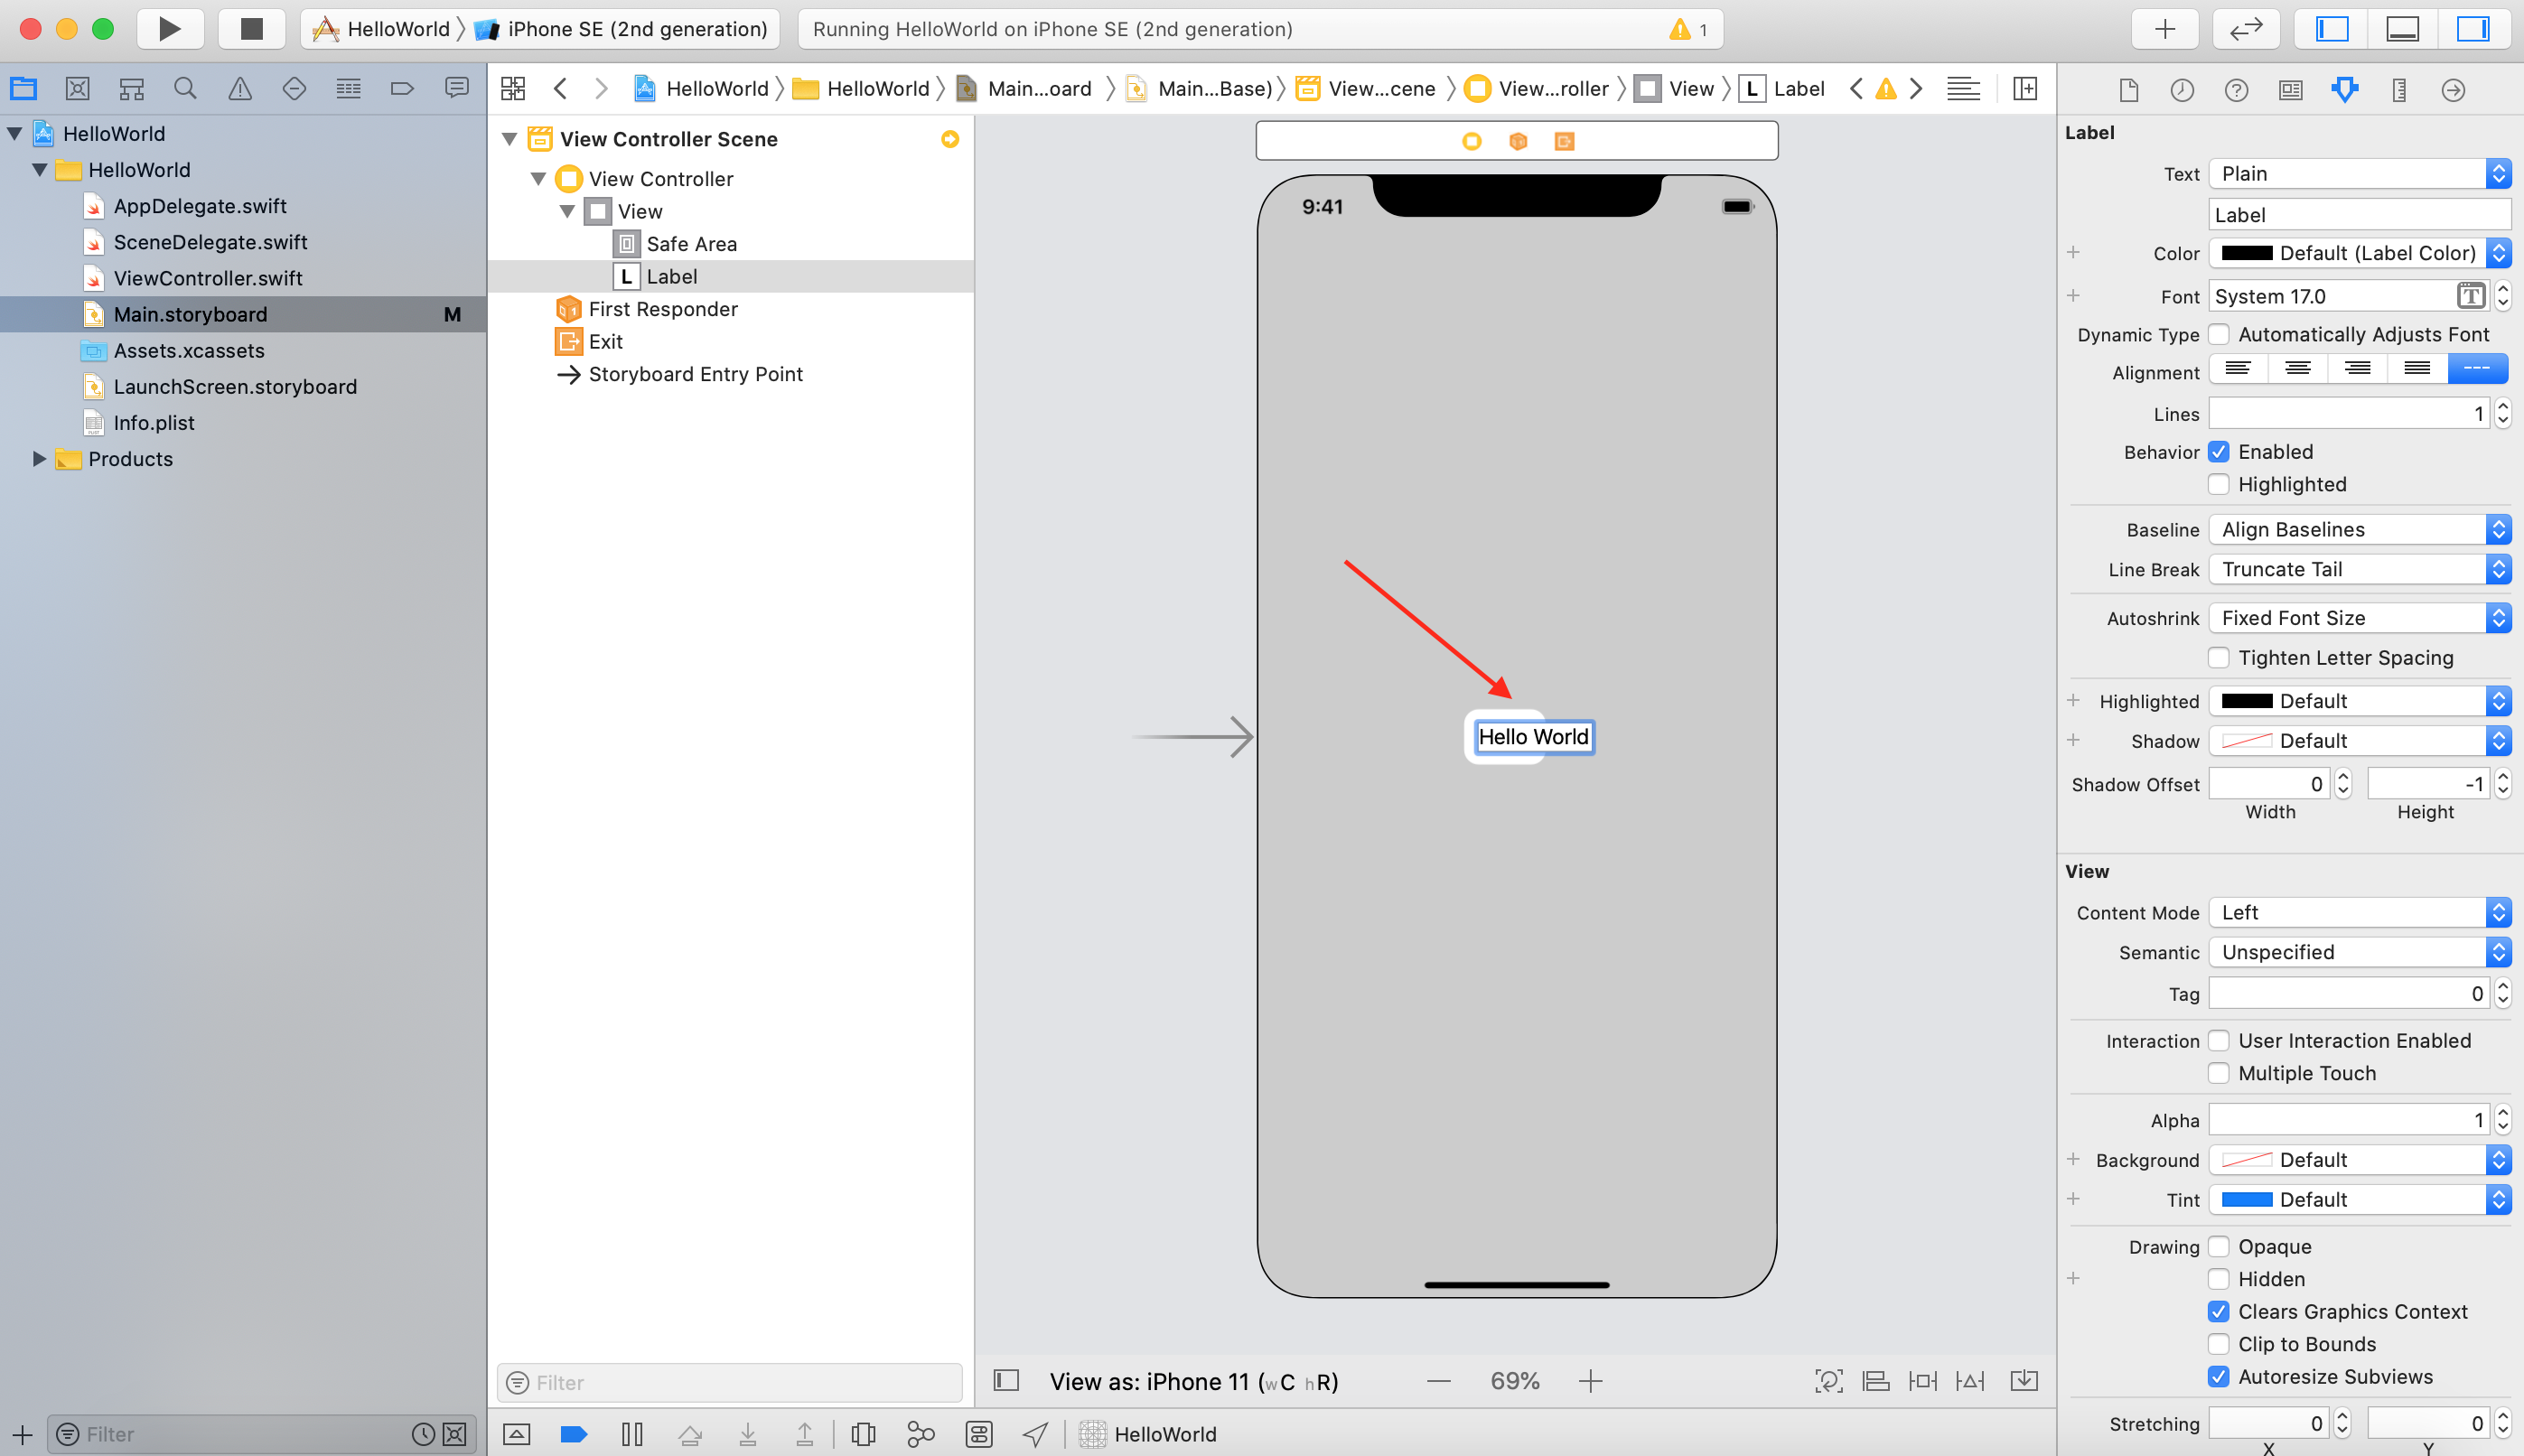 HelloWorld
iPhone SE (2nd generation)
Running HelloWorld on iPhone SE (2nd generation)
1
HelloWorld
HelloWorld
Main...oard
Main...Base)
View...cene
View...roller
View
L
Label
HelloWorld
HelloWorld
AppDelegate.swift
SceneDelegate.swift
ViewController.swift
Main.storyboard
M
Assets.xcassets
LaunchScreen.storyboard
Info.plist
Products
Filter
View Controller Scene
View Controller
View
Safe Area
L
Label
First Responder
Exit
Storyboard Entry Point
Filter
9:41
Hello World
View as: iPhone 11 (wC hR)
69%
HelloWorld
Label
Text
Plain
Label
Color
Default (Label Color)
Font
System 17.0
T
Dynamic Type
Automatically Adjusts Font
Alignment
Lines
1
Behavior
Enabled
Highlighted
Baseline
Align Baselines
Line Break
Truncate Tail
Autoshrink
Fixed Font Size
Tighten Letter Spacing
Highlighted
Default
Shadow
Default
Shadow Offset
0
-1
Width
Height
View
Content Mode
Left
Semantic
Unspecified
Tag
0
Interaction
User Interaction Enabled
Multiple Touch
Alpha
1
Background
Default
Tint
Default
Drawing
Opaque
Hidden
Clears Graphics Context
Clip to Bounds
Autoresize Subviews
Stretching
0
0
X
Y